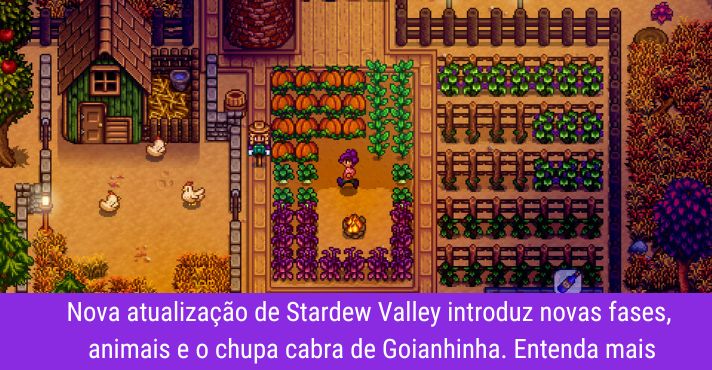 Nova atualização de Stardew Valley introduz novas fases,
animais e o chupa cabra de Goianhinha. Entenda mais